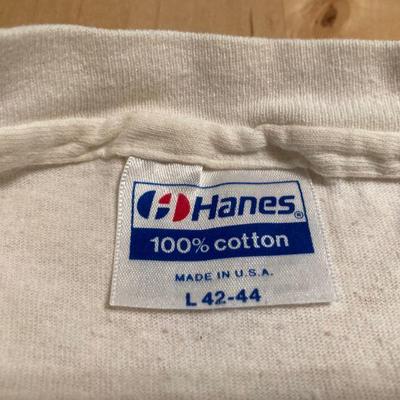 Hanes®
100% cotton
MADE IN U.S.A.
L 42-44